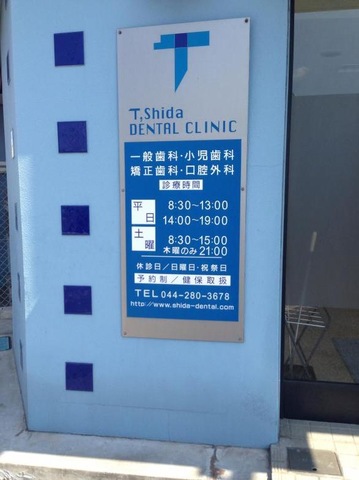 T,Shida
DENTAL CLINIC
一般歯科・小児歯科
矯正歯科・口腔外科
診療時間
平日 8:30~13:00
14:00~19:00
土曜 8:30~15:00
木曜のみ21:00
休診日/日曜日・祝祭日
予約制/健保取扱
TEL 044-280-3678
http://www.shida-dental.com